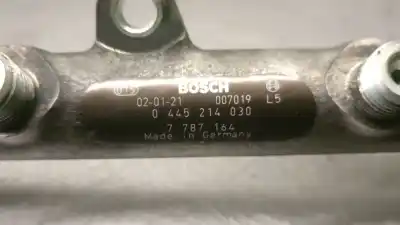 BOSCH
02-01-21 007019 L5
0 445 214 030
7 787 164
Made in Germany